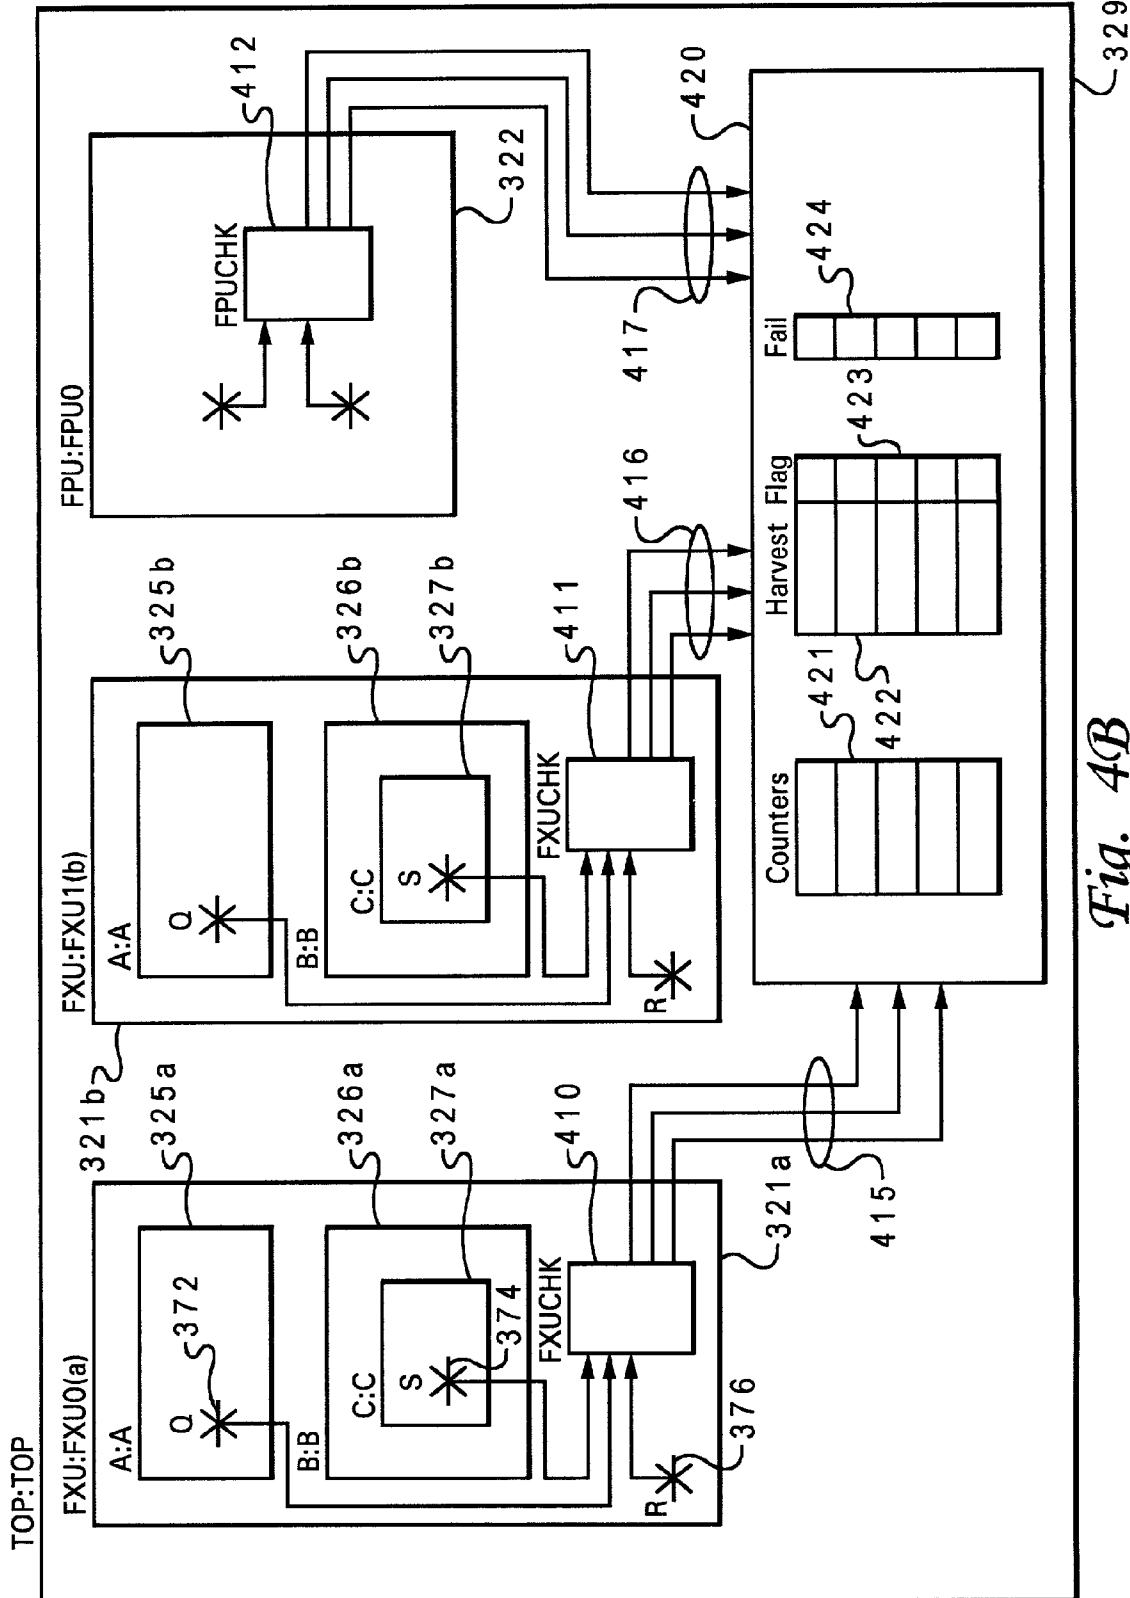 TOP:TOP
FXU:FXU0(a)
A:A
Q
372
325a
B:B
C:C
S
374
326a
327a
FXUCHK
410
R
376
321a
415
321b
FXU:FXU1(b)
A:A
Q
325b
B:B
C:C
S
326b
327b
FXUCHK
411
R
416
FPU:FPU0
FPUCHK
412
322
417
420
Counters
421
Harvest Flag
422
423
Fail
424
329
Fig. 4B